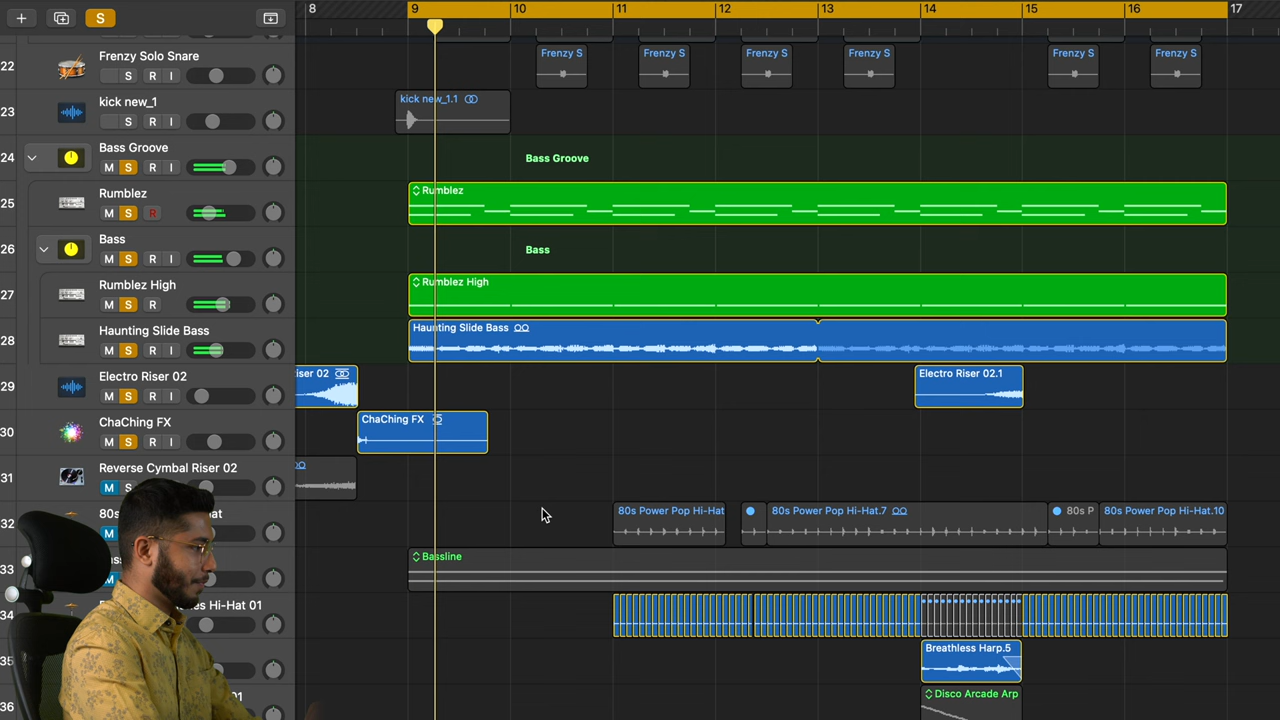 S
8 9 10 11 12 13 14 15 16 17
22 Frenzy Solo Snare
S R I
Frenzy S Frenzy S Frenzy S Frenzy S Frenzy S Frenzy S
23 kick new_1
S R I
kick new_1.1
24 Bass Groove
M S R I
Bass Groove
25 Rumblez
M S R
Rumblez
26 Bass
M S R I
Bass
27 Rumblez High
M S R
Rumblez High
28 Haunting Slide Bass
M S R I
Haunting Slide Bass
29 Electro Riser 02
M S R I
iser 02
Electro Riser 02.1
30 ChaChing FX
M S R I
ChaChing FX
31 Reverse Cymbal Riser 02
M S
32 80s
at
M
80s Power Pop Hi-Hat
80s Power Pop Hi-Hat.7
80s P
80s Power Pop Hi-Hat.10
33
M
Bassline
34
es Hi-Hat 01
35
Breathless Harp.5
36
01
Disco Arcade Arp